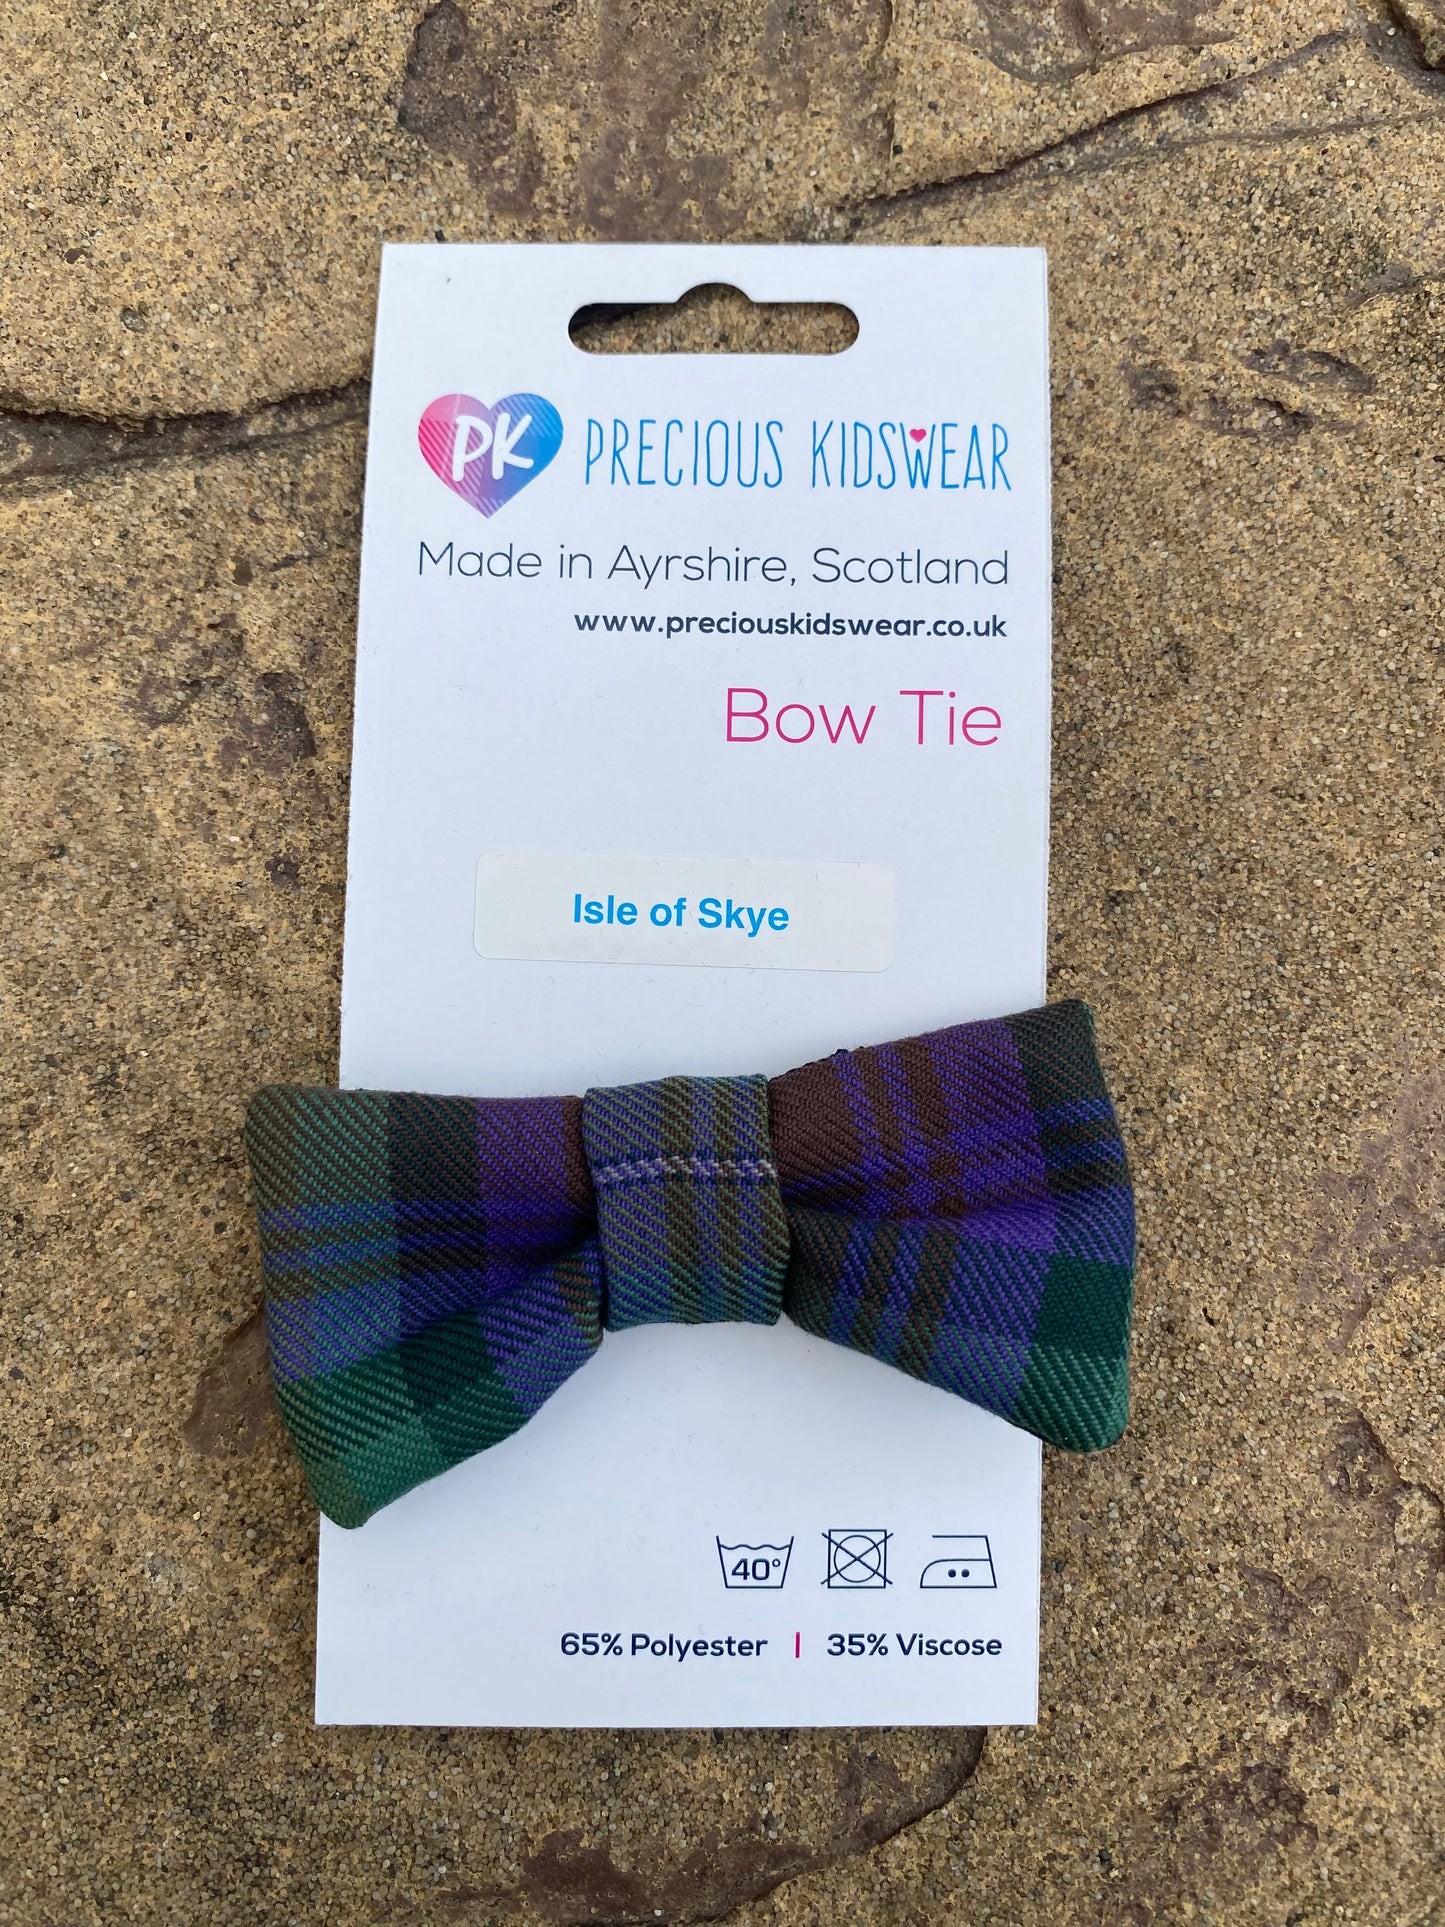 PK PRECIOUS KIDSWEAR
Made in Ayrshire, Scotland
www.preciouskidswear.co.uk
Bow Tie
Isle of Skye
40°
65% Polyester | 35% Viscose